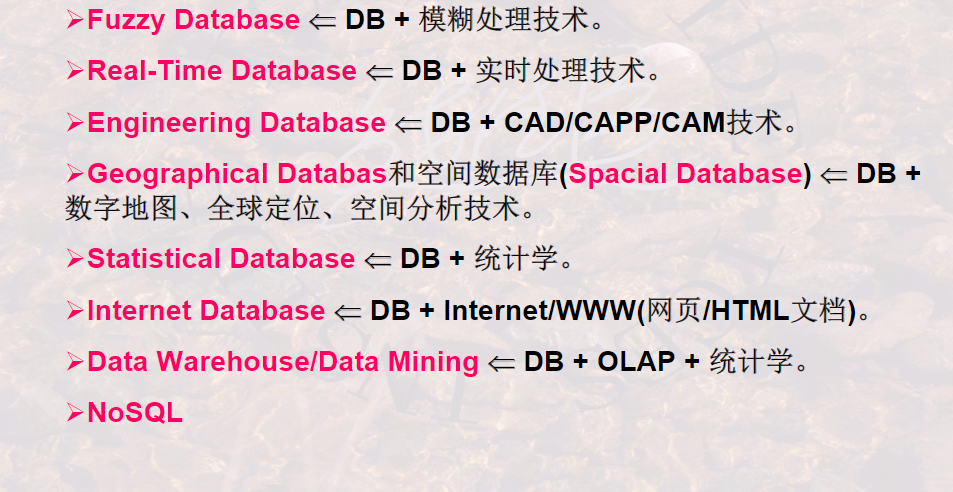 ➢Fuzzy Database ⇐ DB + 模糊处理技术。
➢Real-Time Database ⇐ DB + 实时处理技术。
➢Engineering Database ⇐ DB + CAD/CAPP/CAM技术。
➢Geographical Databas和空间数据库(Spacial Database) ⇐ DB +
数字地图、全球定位、空间分析技术。
➢Statistical Database ⇐ DB + 统计学。
➢Internet Database ⇐ DB + Internet/WWW(网页/HTML文档)。
➢Data Warehouse/Data Mining ⇐ DB + OLAP + 统计学。
➢NoSQL